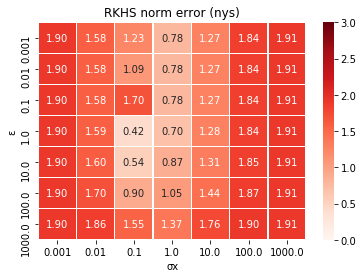 RKHS norm error (nys)
ε
0.001 1.90 1.58 1.23 0.78 1.27 1.84 1.91
0.01 1.90 1.58 1.09 0.78 1.27 1.84 1.91
0.1 1.90 1.58 1.70 0.78 1.27 1.84 1.91
1.0 1.90 1.59 0.42 0.70 1.28 1.84 1.91
10.0 1.90 1.60 0.54 0.87 1.31 1.85 1.91
100.0 1.90 1.70 0.90 1.05 1.44 1.87 1.91
1000.0 1.90 1.86 1.55 1.37 1.76 1.90 1.91
0.001 0.01 0.1 1.0 10.0 100.0 1000.0
σx
3.0
2.5
2.0
1.5
1.0
0.5
0.0